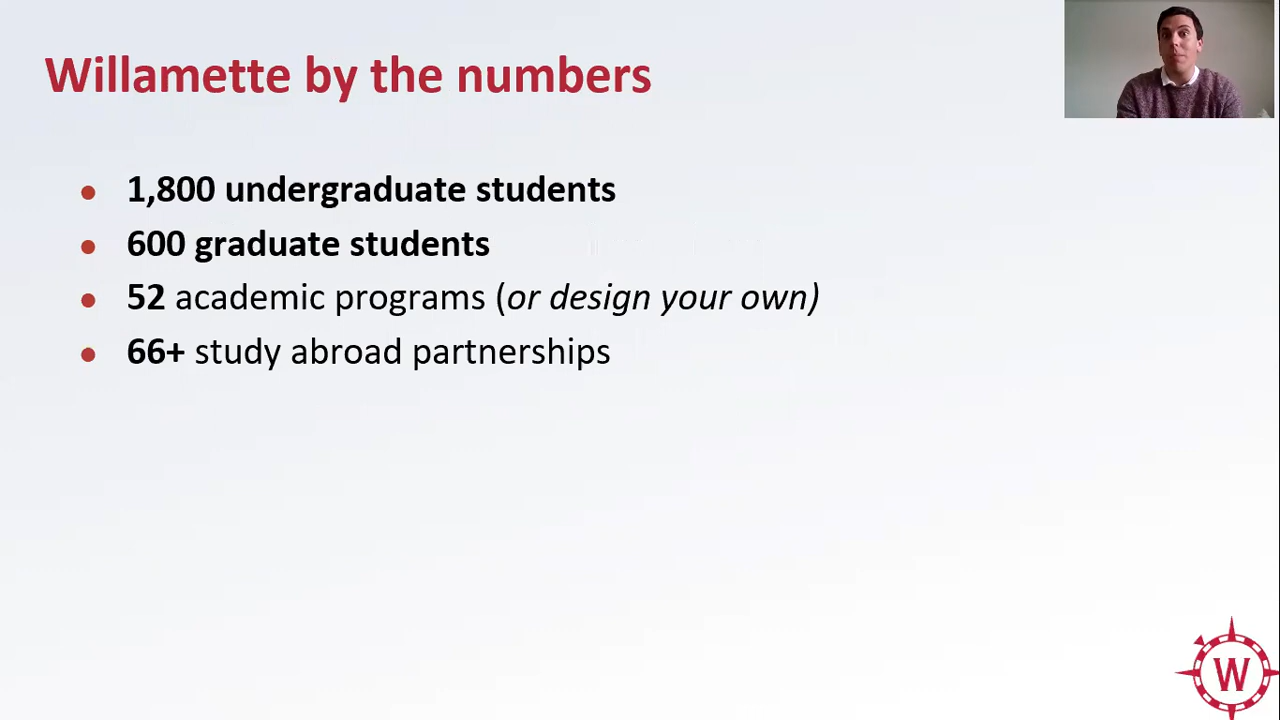 Willamette by the numbers
● 1,800 undergraduate students
● 600 graduate students
● 52 academic programs (or design your own)
● 66+ study abroad partnerships
W